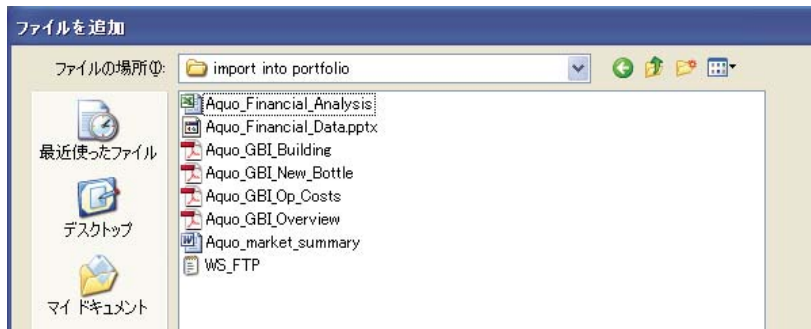 ファイルを追加
ファイルの場所(I):
import into portfolio
最近使ったファイル
デスクトップ
マイ ドキュメント
Aquo_Financial_Analysis
Aquo_Financial_Data.pptx
Aquo_GBI_Building
Aquo_GBI_New_Bottle
Aquo_GBI_Op_Costs
Aquo_GBI_Overview
Aquo_market_summary
WS_FTP